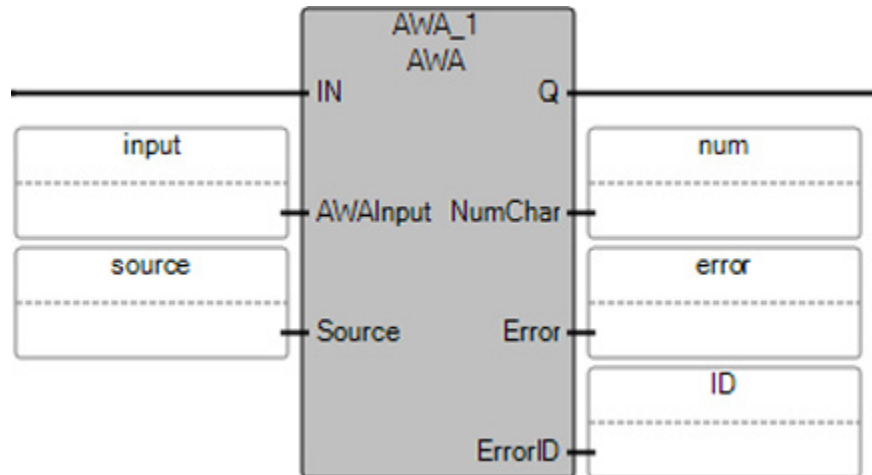 AWA_1
AWA
IN Q
input num
AWAInput NumChar
source error
Source Error
ID
ErrorID